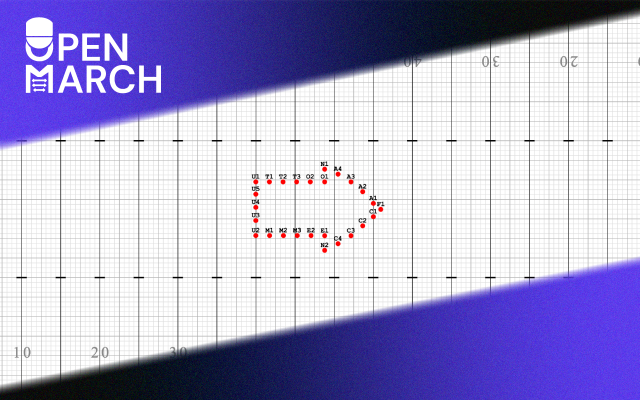 OPEN
MARCH
40 30 20
N1
A4
U1 T1 T2 T3 O2 O1 A3
U5 A2
U4 A1
F1
U3 C1
C2
U2 M1 M2 M3 E2 E1 C3
C4
N2
10 20 30